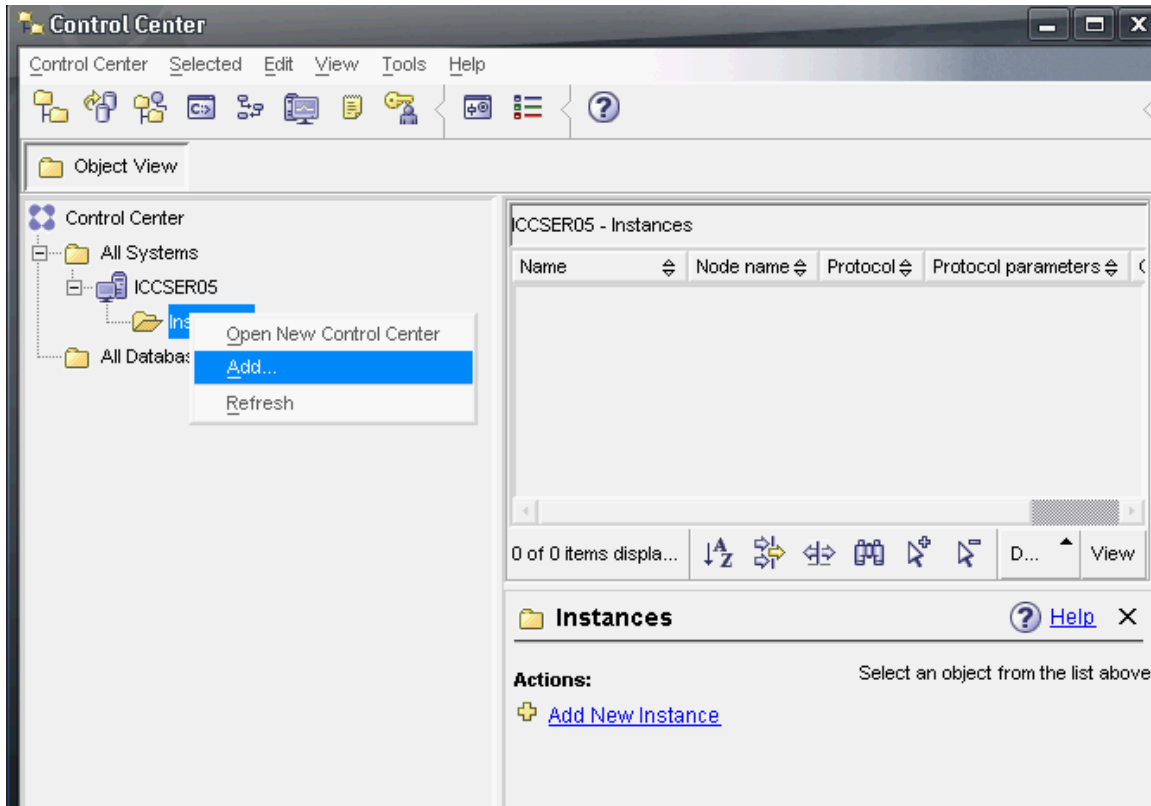 Control Center
Control Center Selected Edit View Tools Help
Object View
Control Center
All Systems
ICCSER05
Open New Control Center
Add...
Refresh
All Databas
ICCSER05 - Instances
Name Node name Protocol Protocol parameters
0 of 0 items displa... D... View
Instances Help
Actions: Select an object from the list above
Add New Instance